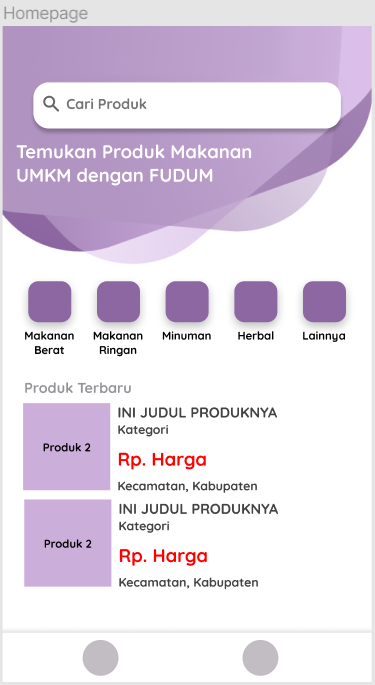 Homepage
Cari Produk
Temukan Produk Makanan
UMKM dengan FUDUM
Makanan
Berat
Makanan
Ringan
Minuman
Herbal
Lainnya
Produk Terbaru
Produk 2
INI JUDUL PRODUKNYA
Kategori
Rp. Harga
Kecamatan, Kabupaten
Produk 2
INI JUDUL PRODUKNYA
Kategori
Rp. Harga
Kecamatan, Kabupaten